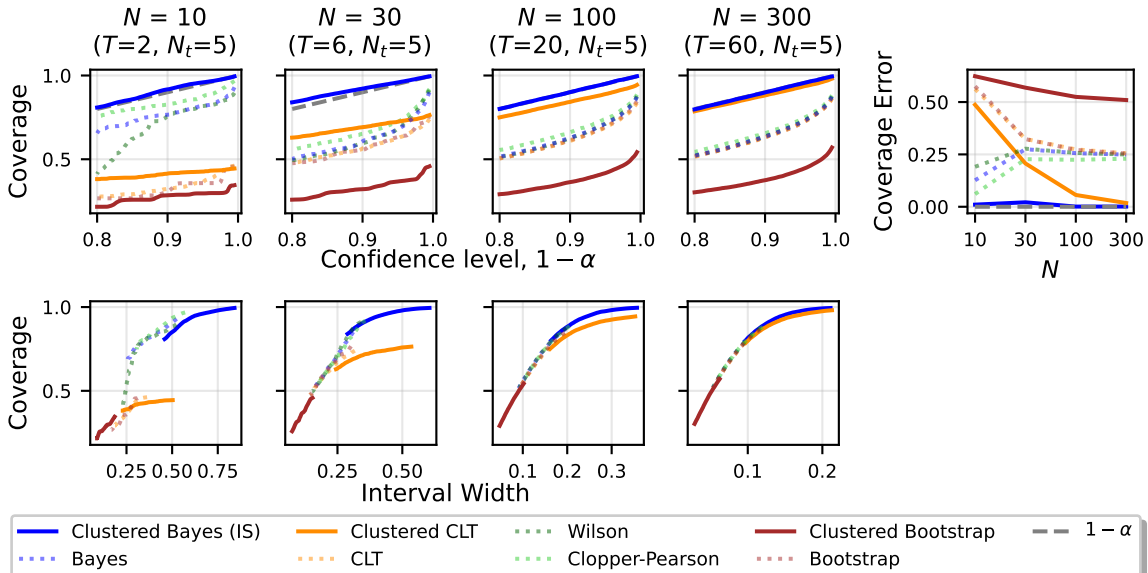 N = 10
(T=2, N_t=5)
N = 30
(T=6, N_t=5)
N = 100
(T=20, N_t=5)
N = 300
(T=60, N_t=5)
Coverage
1.0
0.5
0.8 0.9 1.0
0.8 0.9 1.0
0.8 0.9 1.0
0.8 0.9 1.0
Confidence level, 1 − α
Coverage Error
0.50
0.25
0.00
10 30 100 300
N
Coverage
1.0
0.5
0.25 0.50 0.75
0.25 0.50
0.1 0.2 0.3
0.1 0.2
Interval Width
Clustered Bayes (IS) Clustered CLT Wilson Clustered Bootstrap 1 − α
Bayes CLT Clopper-Pearson Bootstrap